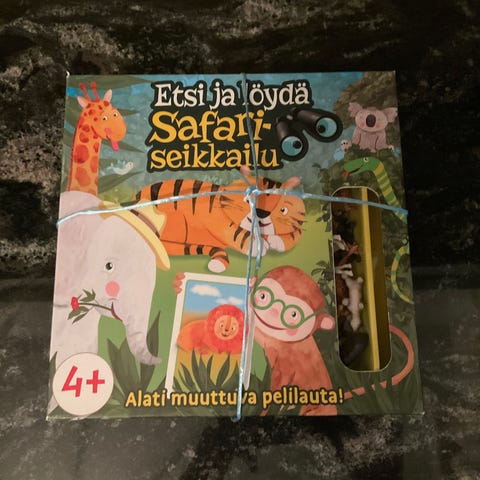 Etsi ja löydä
Safari-
seikkailu
4+
Alati muuttuva pelilauta!